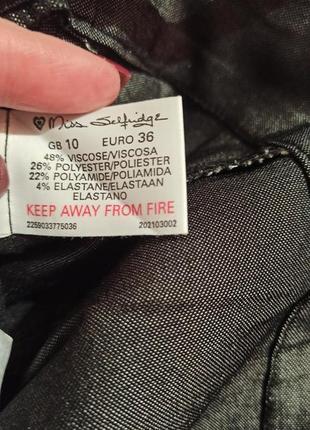 Miss Selfridge
GB 10 EURO 36
48% VISCOSE/VISCOSA
26% POLYESTER/POLIESTER
22% POLYAMIDE/POLIAMIDA
4% ELASTANE/ELASTAAN
ELASTANO
KEEP AWAY FROM FIRE
2259033775036 202103002